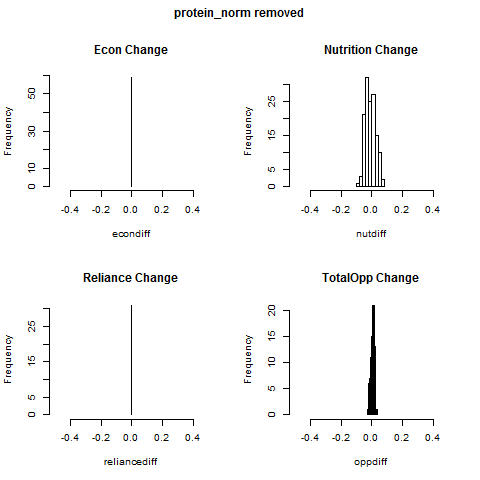 protein_norm removed
Econ Change
Frequency
10 30 50
0
-0.4 -0.2 0.0 0.2 0.4
econdiff
Nutrition Change
Frequency
0 5 15 25
-0.4 -0.2 0.0 0.2 0.4
nutdiff
Reliance Change
Frequency
0 5 15 25
-0.4 -0.2 0.0 0.2 0.4
reliancediff
TotalOpp Change
Frequency
0 5 10 15 20
-0.4 -0.2 0.0 0.2 0.4
oppdiff